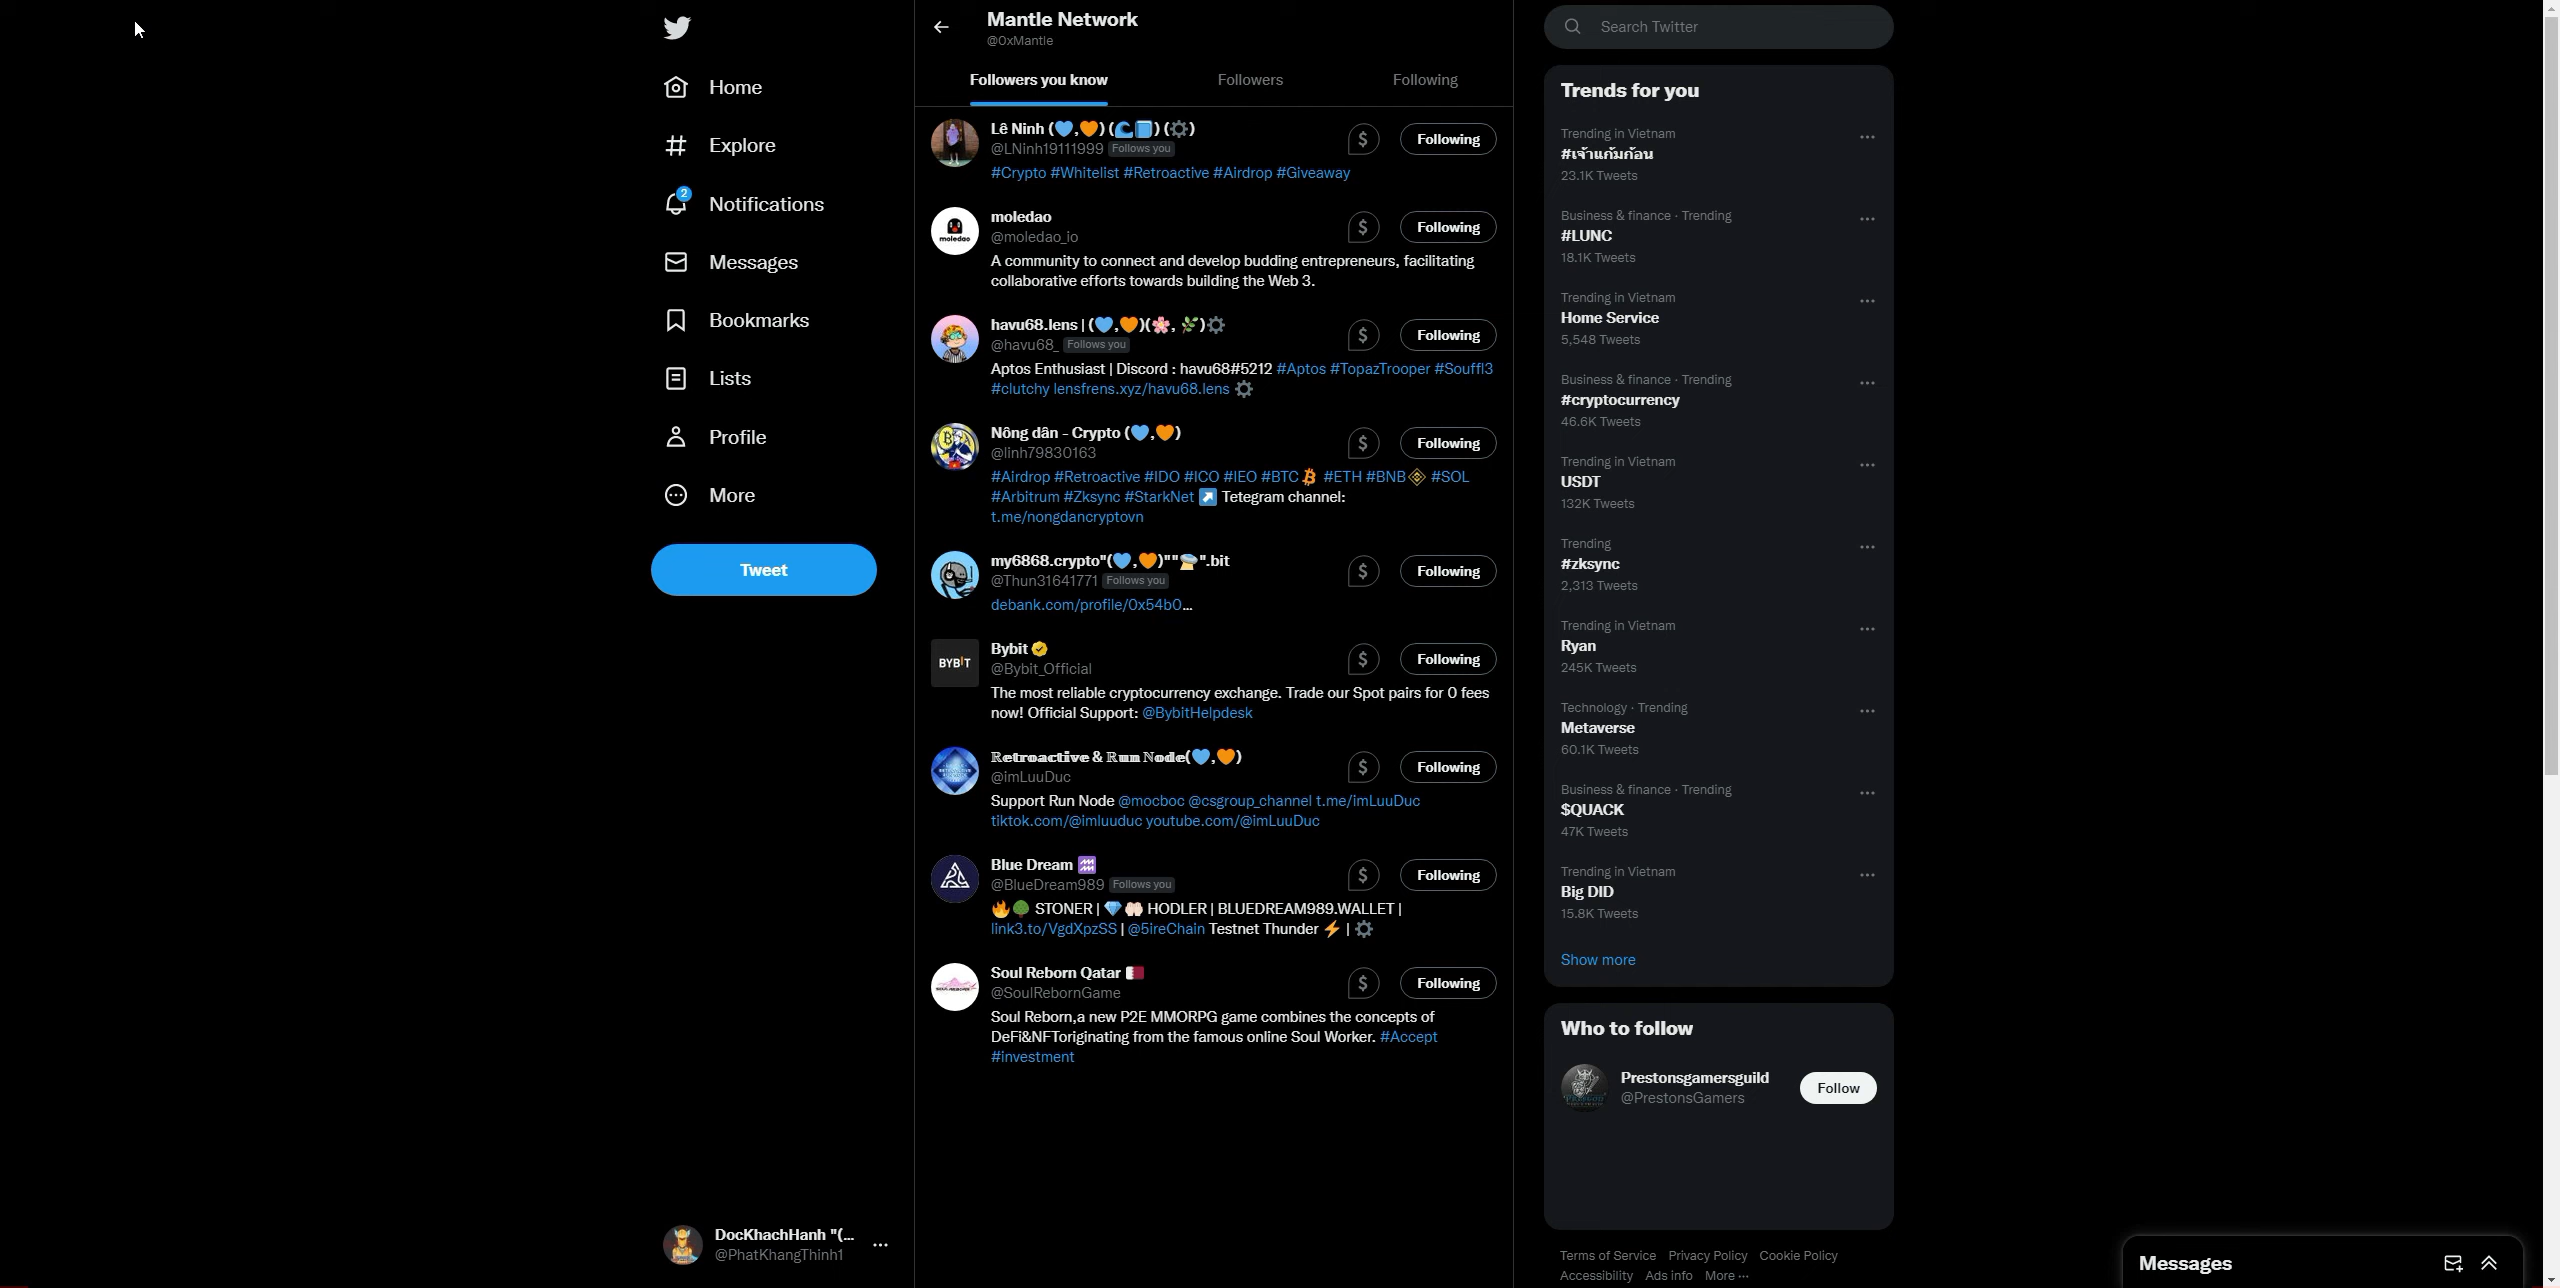 Home
Explore
2
Notifications
Messages
Bookmarks
Lists
Profile
More
Tweet
DocKhachHanh "(...
@PhatKhangThinh1
Mantle Network
@0xMantle
Followers you know
Followers
Following
Lê Ninh (💙,🧡) (🌊📘) (⚙️)
@LNinh19111999 Follows you
Following
#Crypto #Whitelist #Retroactive #Airdrop #Giveaway
moledao
moledao
@moledao_io
Following
A community to connect and develop budding entrepreneurs, facilitating
collaborative efforts towards building the Web 3.
havu68.lens | (💙,🧡)(🌸, 🌿)⚙️
@havu68_ Follows you
Following
Aptos Enthusiast | Discord : havu68#5212 #Aptos #TopazTrooper #Souffl3
#clutchy lensfrens.xyz/havu68.lens ⚙️
Nông dân - Crypto (💙,🧡)
@linh79830163
Following
#Airdrop #Retroactive #IDO #ICO #IEO #BTC #ETH #BNB #SOL
#Arbitrum #Zksync #StarkNet ↗️ Tetegram channel:
t.me/nongdancryptovn
my6868.crypto"(💙,🧡)"" ".bit
@Thun31641771 Follows you
Following
debank.com/profile/0x54b0...
BYBIT
Bybit
@Bybit_Official
Following
The most reliable cryptocurrency exchange. Trade our Spot pairs for 0 fees
now! Official Support: @BybitHelpdesk
ℝ𝕖𝕥𝕣𝕠𝕒𝕔𝕥𝕚𝕧𝕖 & ℝ𝕦𝕟 ℕ𝕠𝕕𝕖(💙,🧡)
@imLuuDuc
Following
Support Run Node @mocboc @csgroup_channel t.me/imLuuDuc
tiktok.com/@imluuduc youtube.com/@imLuuDuc
Blue Dream ♒
@BlueDream989 Follows you
Following
🔥🌳 STONER | 💎🤲🏻 HODLER | BLUEDREAM989.WALLET |
link3.to/VgdXpzSS | @5ireChain Testnet Thunder ⚡ | ⚙️
Soul Reborn Qatar 🇶🇦
@SoulRebornGame
Following
Soul Reborn,a new P2E MMORPG game combines the concepts of
DeFi&NFToriginating from the famous online Soul Worker. #Accept
#investment
Search Twitter
Trends for you
Trending in Vietnam
#เจ้าแก้มก้อน
23.1K Tweets
Business & finance · Trending
#LUNC
18.1K Tweets
Trending in Vietnam
Home Service
5,548 Tweets
Business & finance · Trending
#cryptocurrency
46.6K Tweets
Trending in Vietnam
USDT
132K Tweets
Trending
#zksync
2,313 Tweets
Trending in Vietnam
Ryan
245K Tweets
Technology · Trending
Metaverse
60.1K Tweets
Business & finance · Trending
$QUACK
47K Tweets
Trending in Vietnam
Big DID
15.8K Tweets
Show more
Who to follow
Prestonsgamersguild
@PrestonsGamers
Follow
Terms of Service Privacy Policy Cookie Policy
Accessibility Ads info More ···
Messages